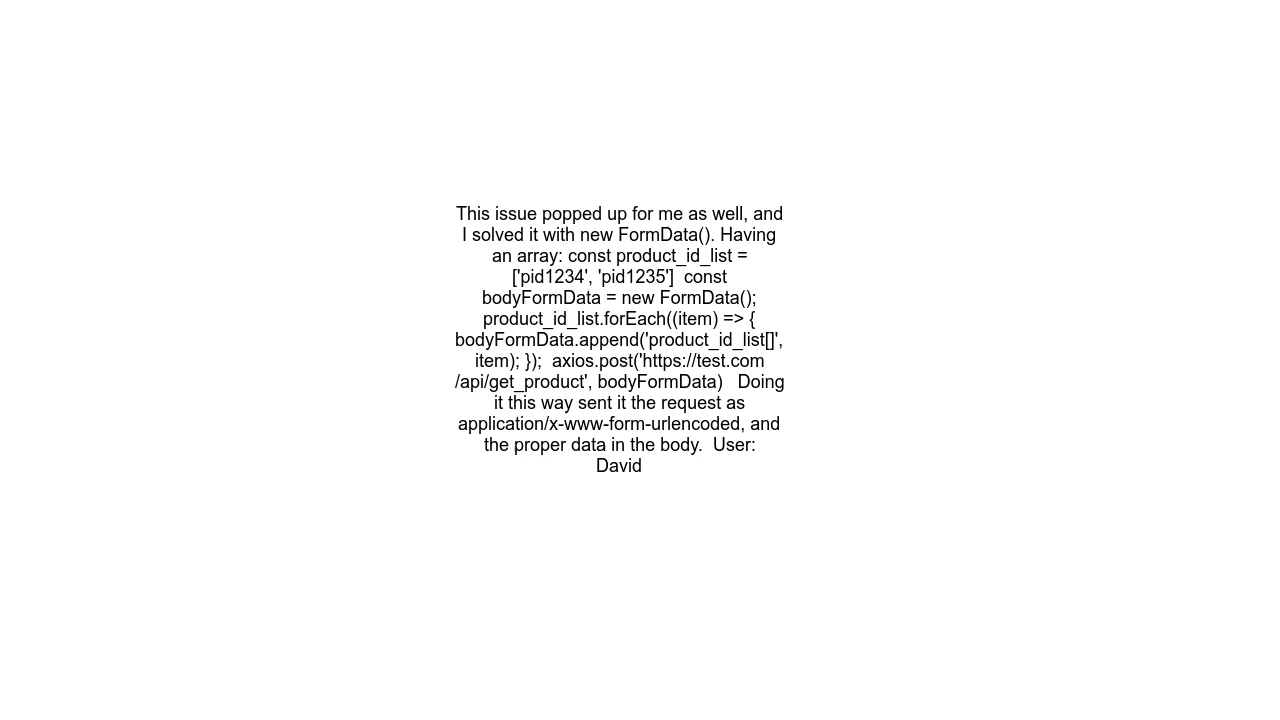 This issue popped up for me as well, and
I solved it with new FormData(). Having
an array: const product_id_list =
['pid1234', 'pid1235']  const
bodyFormData = new FormData();
product_id_list.forEach((item) => {
bodyFormData.append('product_id_list[]',
item); });  axios.post('https://test.com
/api/get_product', bodyFormData)   Doing
it this way sent it the request as
application/x-www-form-urlencoded, and
the proper data in the body.  User:
David